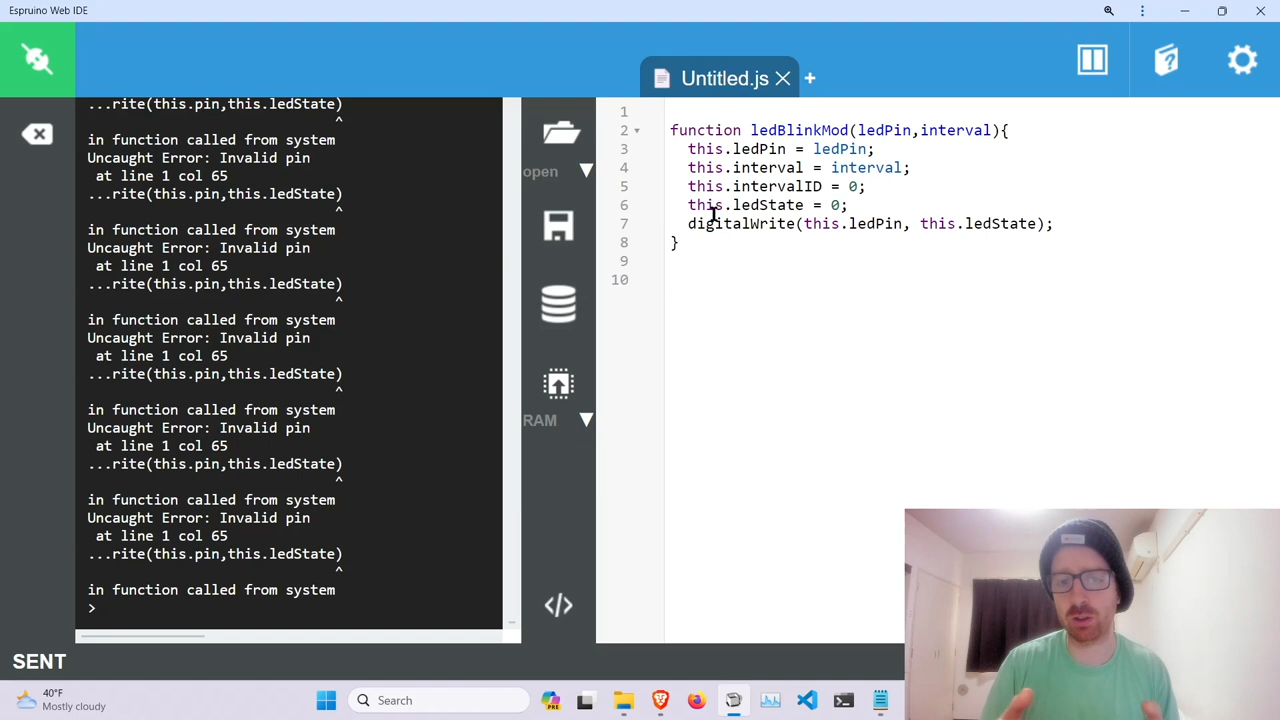 Espruino Web IDE
Untitled.js
...rite(this.pin,this.ledState)
^
in function called from system
Uncaught Error: Invalid pin
at line 1 col 65
...rite(this.pin,this.ledState)
^
in function called from system
Uncaught Error: Invalid pin
at line 1 col 65
...rite(this.pin,this.ledState)
^
in function called from system
Uncaught Error: Invalid pin
at line 1 col 65
...rite(this.pin,this.ledState)
^
in function called from system
Uncaught Error: Invalid pin
at line 1 col 65
...rite(this.pin,this.ledState)
^
in function called from system
Uncaught Error: Invalid pin
at line 1 col 65
...rite(this.pin,this.ledState)
^
in function called from system
>
open
RAM
1
2 function ledBlinkMod(ledPin,interval){
3 this.ledPin = ledPin;
4 this.interval = interval;
5 this.intervalID = 0;
6 this.ledState = 0;
7 digitalWrite(this.ledPin, this.ledState);
8 }
9
10
SENT
40°F
Mostly cloudy
Search
PRE